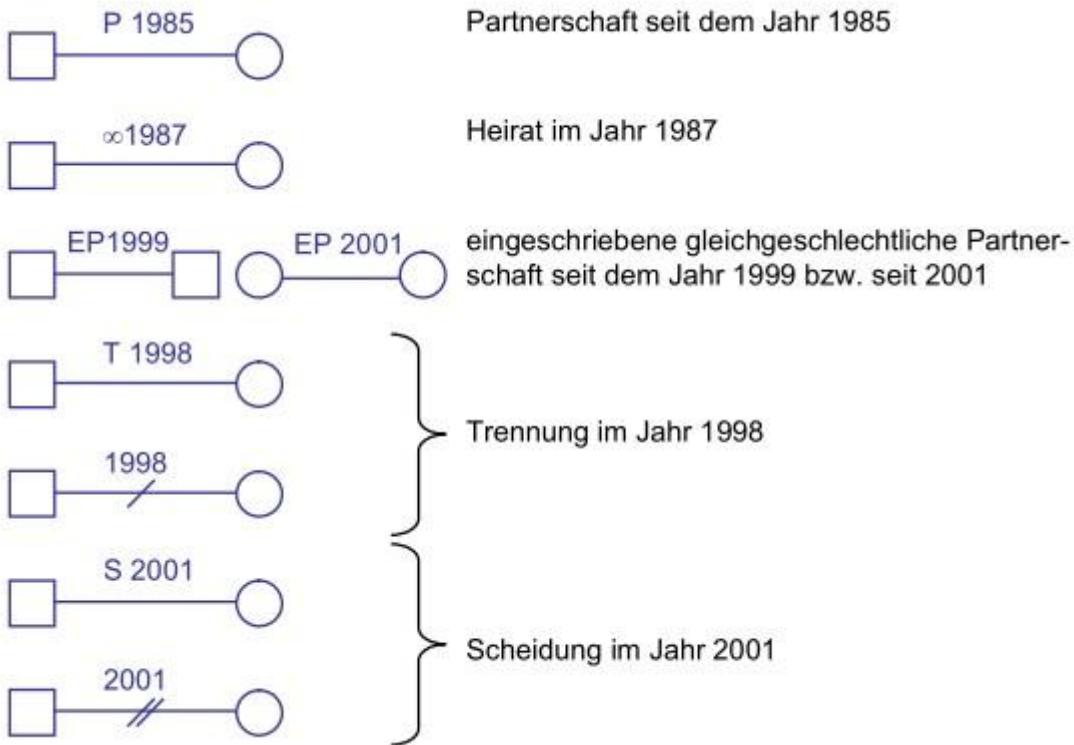 P 1985
Partnerschaft seit dem Jahr 1985
∞1987
Heirat im Jahr 1987
EP1999
EP 2001
eingeschriebene gleichgeschlechtliche Partner-
schaft seit dem Jahr 1999 bzw. seit 2001
T 1998
1998
Trennung im Jahr 1998
S 2001
2001
Scheidung im Jahr 2001